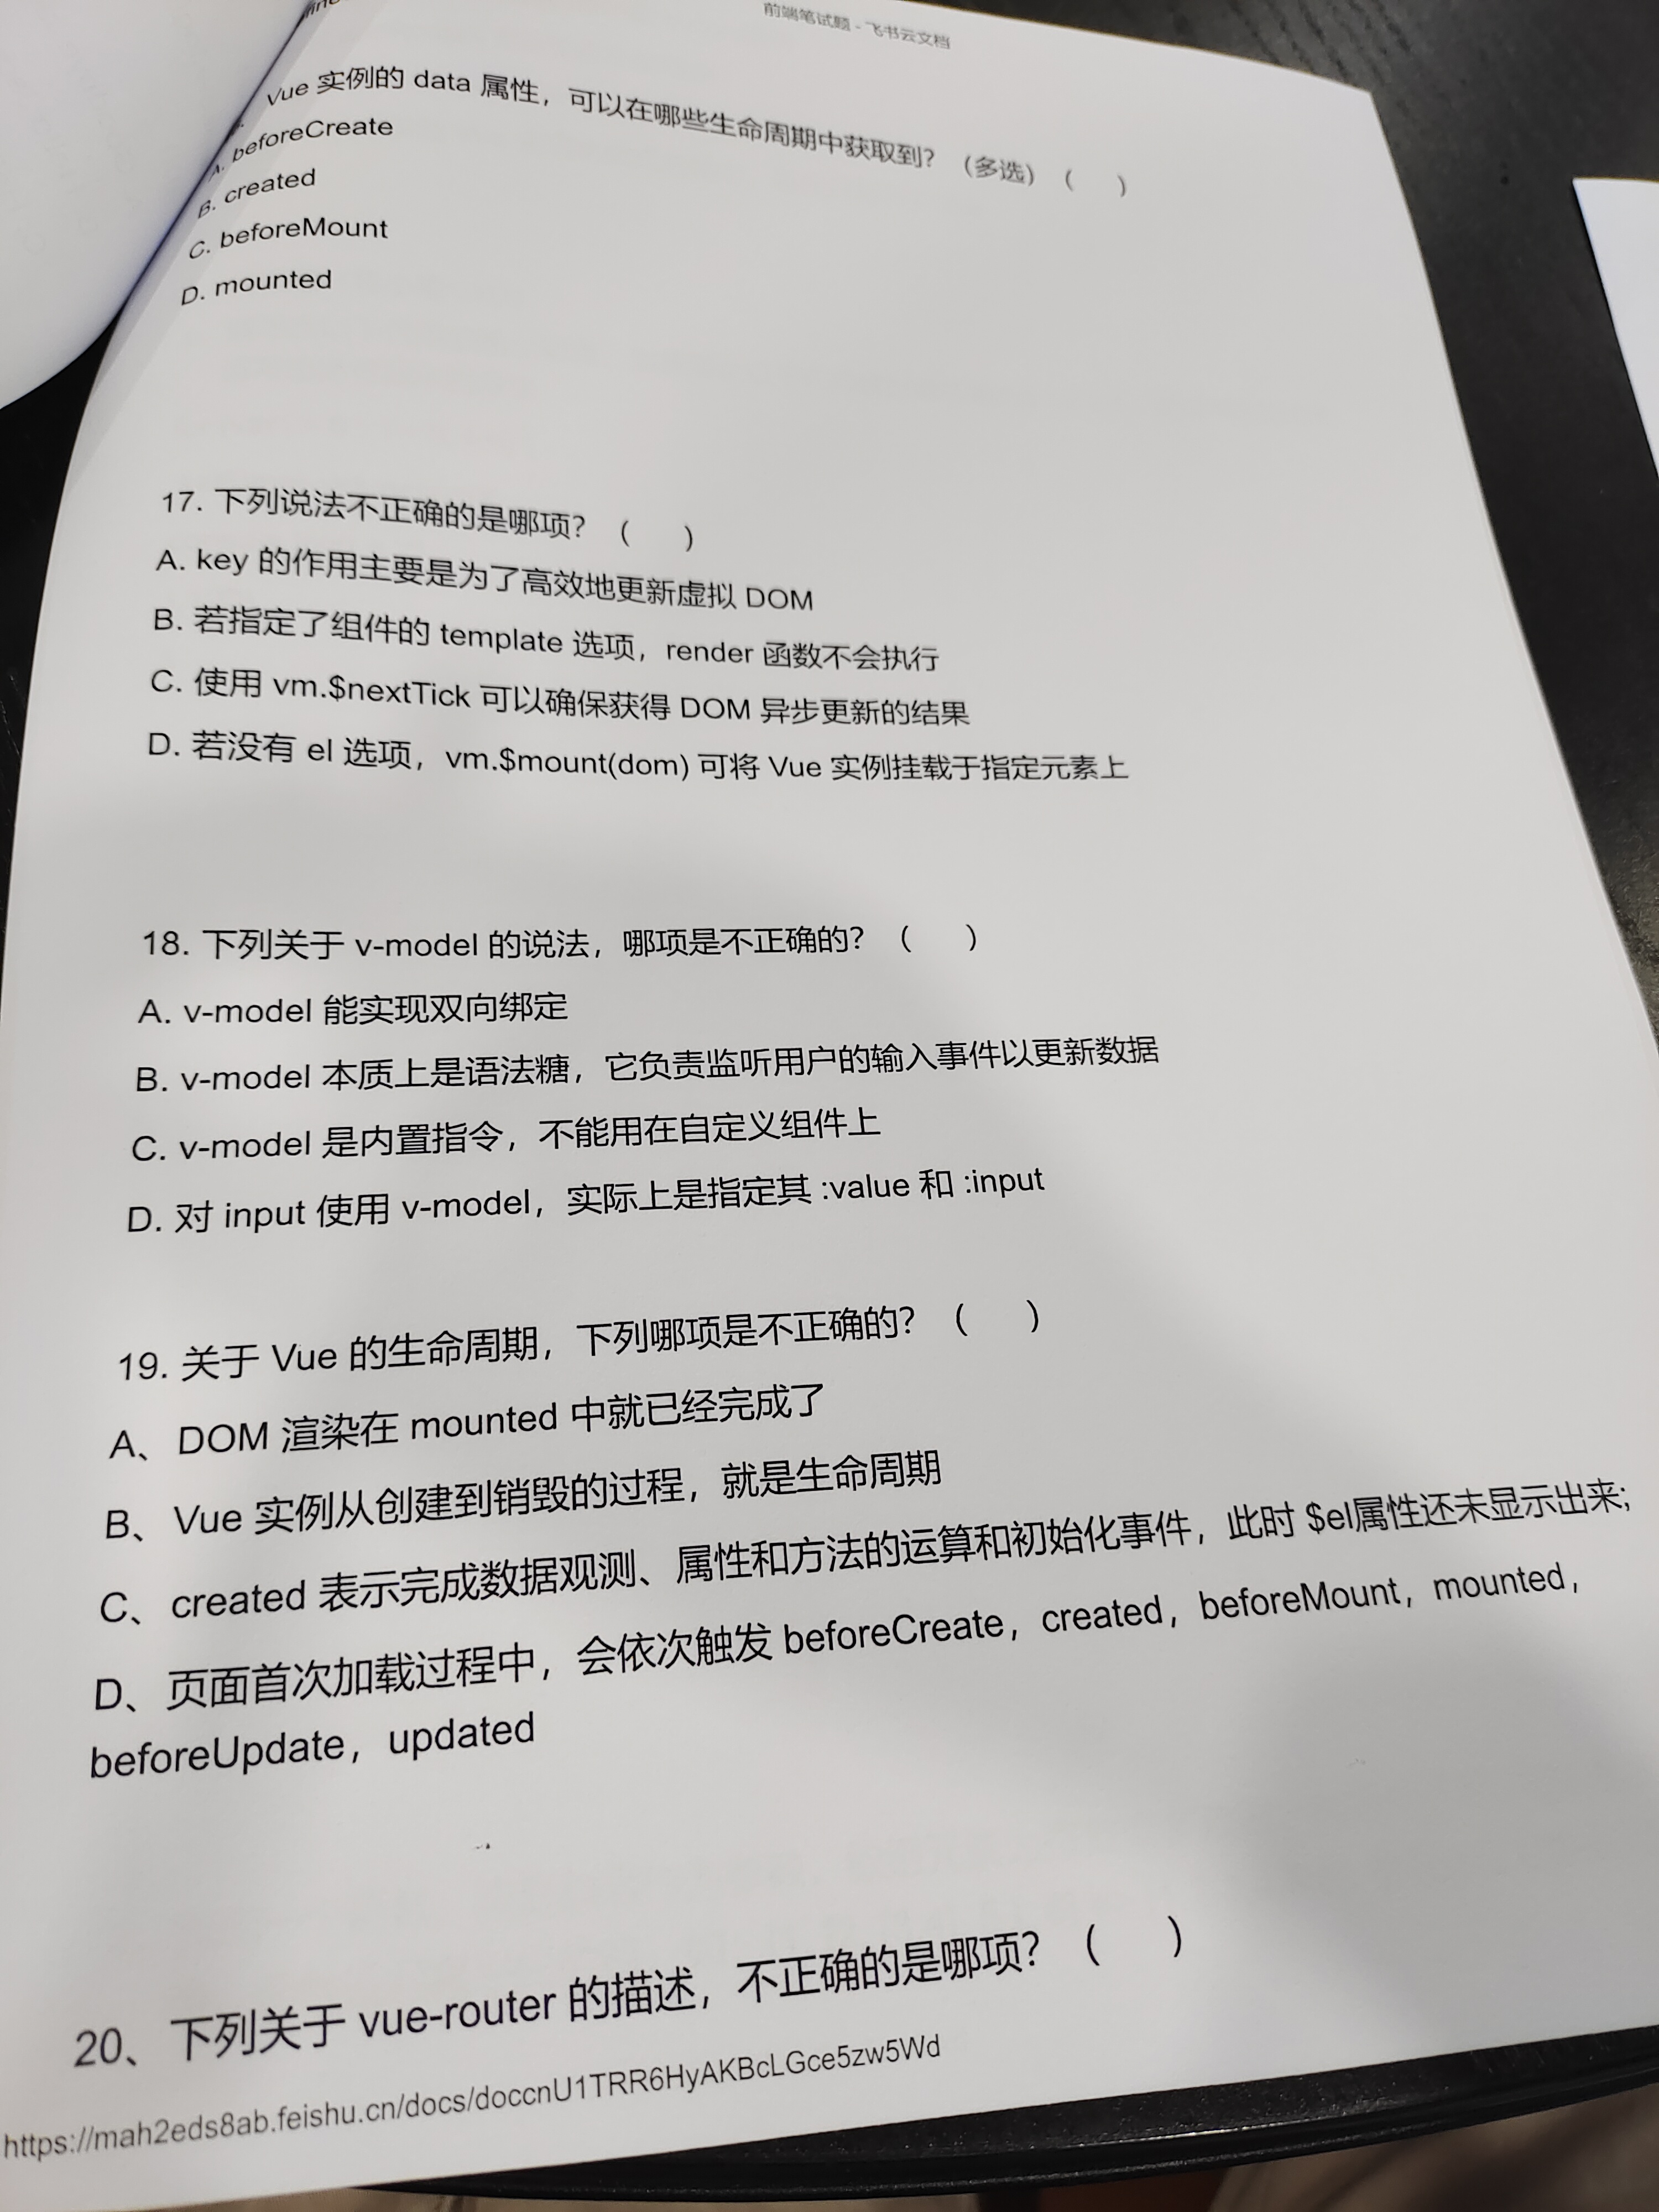 前端笔试题 - 飞书云文档
Vue 实例的 data 属性，可以在哪些生命周期中获取到？（多选）（ ）
A. beforeCreate
B. created
C. beforeMount
D. mounted
17. 下列说法不正确的是哪项？（ ）
A. key 的作用主要是为了高效地更新虚拟 DOM
B. 若指定了组件的 template 选项，render 函数不会执行
C. 使用 vm.$nextTick 可以确保获得 DOM 异步更新的结果
D. 若没有 el 选项，vm.$mount(dom) 可将 Vue 实例挂载于指定元素上
18. 下列关于 v-model 的说法，哪项是不正确的？（ ）
A. v-model 能实现双向绑定
B. v-model 本质上是语法糖，它负责监听用户的输入事件以更新数据
C. v-model 是内置指令，不能用在自定义组件上
D. 对 input 使用 v-model，实际上是指定其 :value 和 :input
19. 关于 Vue 的生命周期，下列哪项是不正确的？（ ）
A、DOM 渲染在 mounted 中就已经完成了
B、Vue 实例从创建到销毁的过程，就是生命周期
C、created 表示完成数据观测、属性和方法的运算和初始化事件，此时 $el属性还未显示出来;
D、页面首次加载过程中，会依次触发 beforeCreate，created，beforeMount，mounted，
beforeUpdate，updated
20、下列关于 vue-router 的描述，不正确的是哪项？（ ）
https://mah2eds8ab.feishu.cn/docs/doccnU1TRR6HyAKBcLGce5zw5Wd